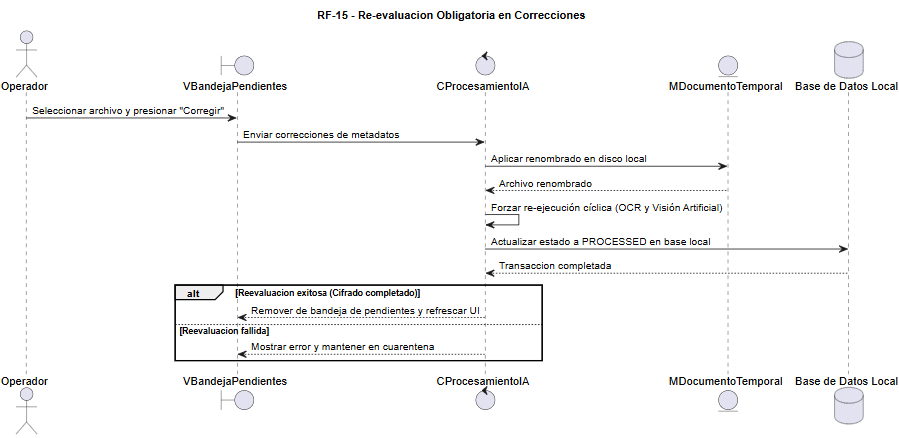 RF-15 - Re-evaluacion Obligatoria en Correcciones
Operador
VBandejaPendientes
CProcesamientoIA
MDocumentoTemporal
Base de Datos Local
Seleccionar archivo y presionar "Corregir"
Enviar correcciones de metadatos
Aplicar renombrado en disco local
Archivo renombrado
Forzar re-ejecución cíclica (OCR y Visión Artificial)
Actualizar estado a PROCESSED en base local
Transaccion completada
alt
[Reevaluacion exitosa (Cifrado completado)]
Remover de bandeja de pendientes y refrescar UI
[Reevaluacion fallida]
Mostrar error y mantener en cuarentena
Operador
VBandejaPendientes
CProcesamientoIA
MDocumentoTemporal
Base de Datos Local